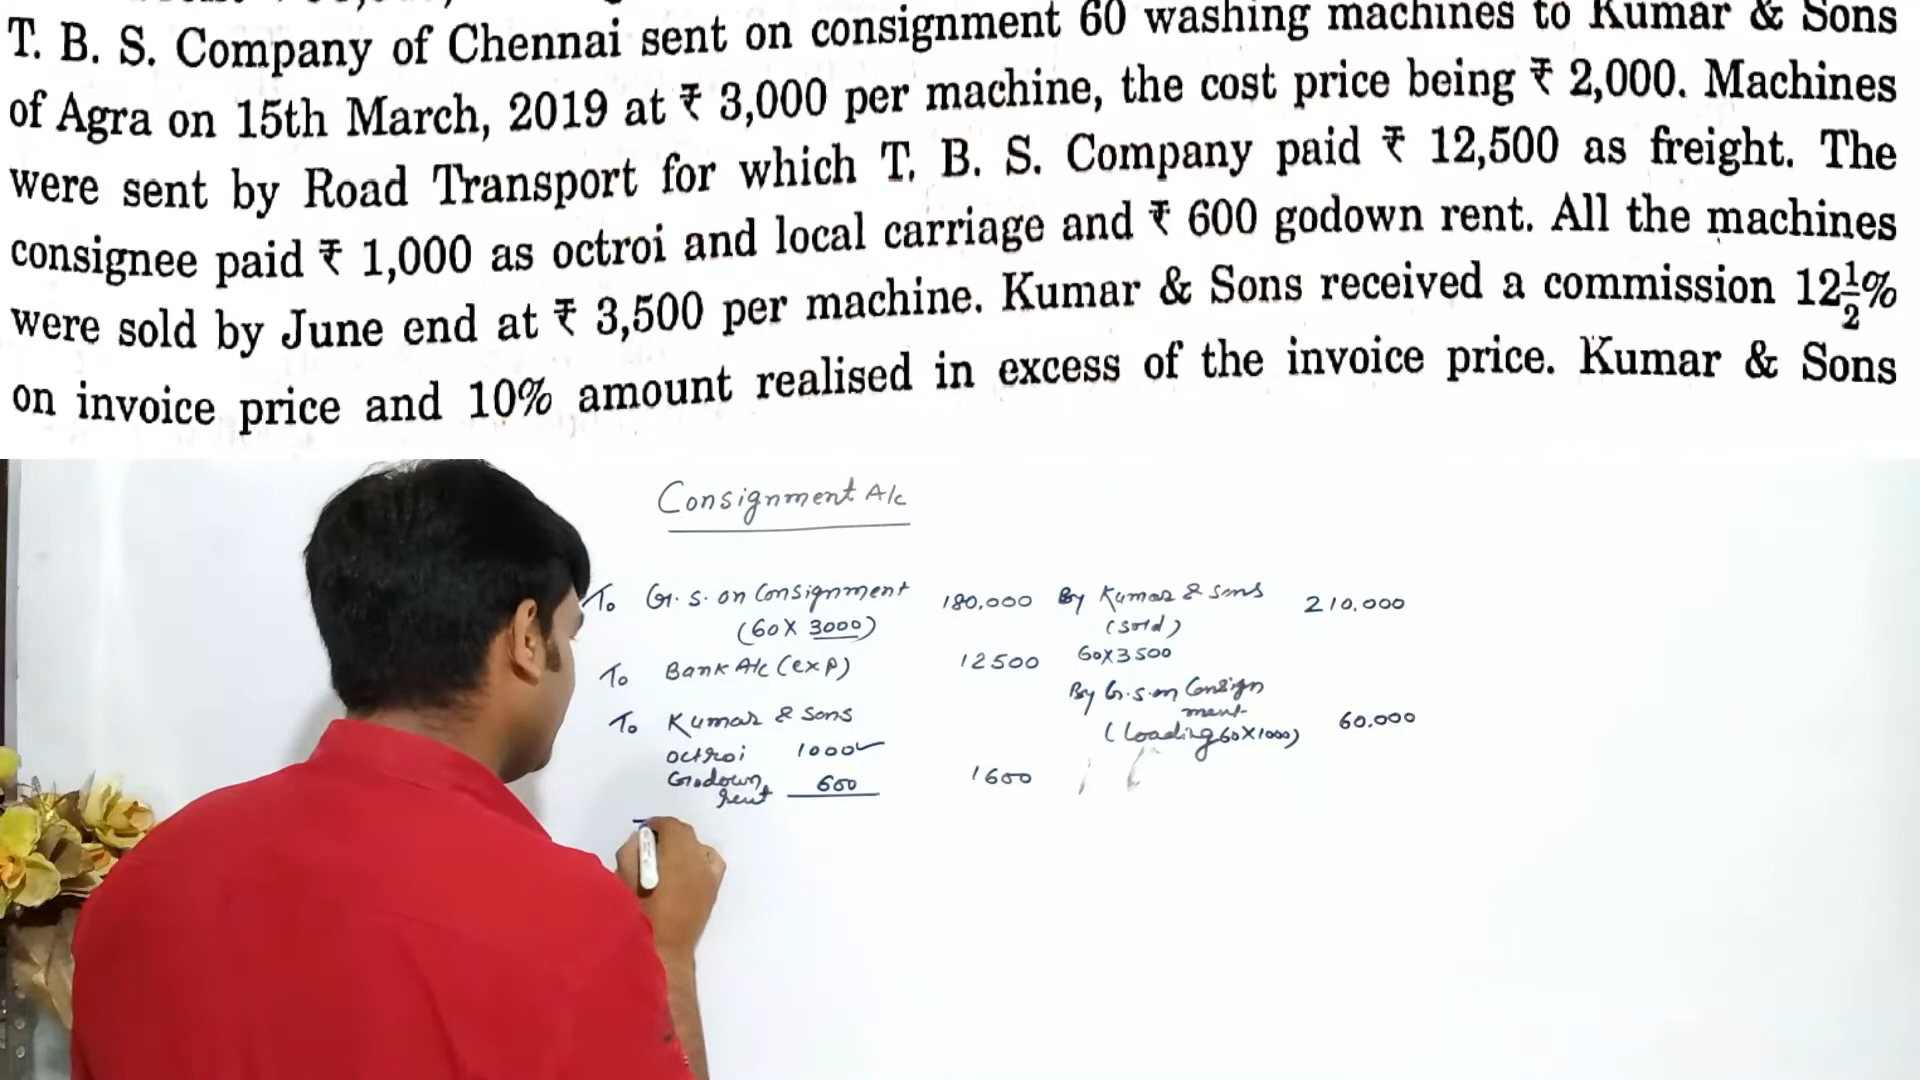 T. B. S. Company of Chennai sent on consignment 60 washing machines to Kumar & Sons
of Agra on 15th March, 2019 at ₹ 3,000 per machine, the cost price being ₹ 2,000. Machines
were sent by Road Transport for which T. B. S. Company paid ₹ 12,500 as freight. The
consignee paid ₹ 1,000 as octroi and local carriage and ₹ 600 godown rent. All the machines
were sold by June end at ₹ 3,500 per machine. Kumar & Sons received a commission 12½%
on invoice price and 10% amount realised in excess of the invoice price. Kumar & Sons
Consignment A/c
To G.S. on Consignment 180,000 By Kumar & sons 210,000
(60 X 3000) (sold)
To Bank A/c (exp) 12500 60X3500
By G.S. on Consign
ment
To Kumar & sons (loading 60X1000) 60,000
octroi 1000
Godown 600 1600
rent